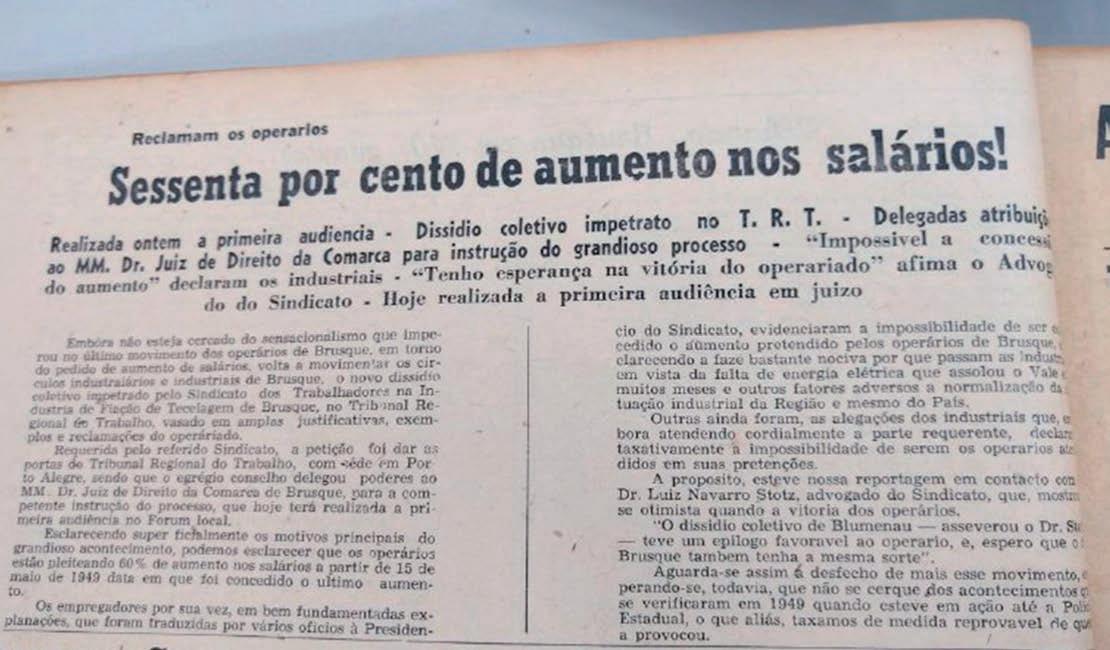 Reclamam os operarios
Sessenta por cento de aumento nos salários!
Realizada ontem a primeira audiencia - Dissidio coletivo impetrato no T. R. T. - Delegadas atribuiçõ
ao MM. Dr. Juiz de Direito da Comarca para instrução do grandioso processo - "Impossivel a concessã
do aumento" declaram os industriais - "Tenho esperança na vitória do operariado" afima o Advog
do do Sindicato - Hoje realizada a primeira audiência em juizo
Embóra não esteja cercado do sensacionalismo que impe-
rou no último movimento dos operários de Brusque, em torno
do pedido de aumento de salários, volta a movimentar os cir-
culos industraiários e industriais de Brusque, o novo dissidio
coletivo impetrado pelo Sindicato dos Trabalhadores na In-
dustria de Fiação de Tecelagem de Brusque, no Tribunal Re-
gional do Trabalho, vasado em amplas justificativas, exem-
plos e reclamações do operáriado.
Requerida pelo referido Sindicato, a petição foi dar as
portas do Tribunal Regional do Trabalho, com séde em Por-
to Alegre, sendo que o egrégio conselho delegou poderes ao
MM. Dr. Juiz de Direito da Comarca de Brusque, para a com-
petente instrução do processo, que hoje terá realizada a pri-
meira audiência no Forum local.
Esclarecendo super ficialmente os motivos principais do
grandioso acontecimento, podemos esclarecer que os operários
estão pleiteando 60% de aumento nos salários a partir de 15 de
maio de 1949 data em que foi concedido o ultimo aumen-
to.
Os empregadores por sua vez, em bem fundamentadas ex-
planações, que foram traduzidas por vários oficios à Presiden-
cio do Sindicato, evidenciaram a impossibilidade de ser
cedido o aúmento pretendido pelos operários de Brusque,
clarecendo a faze bastante nociva por que passam as indust
em vista da falta de energia elétrica que assolou o Vale
muitos meses e outros fatores adversos a normalização da
tuação industrial da Região e mesmo do País.
Outras ainda foram, as alegações dos industriais que, e
bora atendendo cordialmente a parte requerente, declara
taxativamente a impossibilidade de serem os operarios ate
didos em suas pretenções.
A proposito, esteve nossa reportagem em contacto con
Dr. Luiz Navarro Stotz, advogado do Sindicato, que, mostra
se otimista quando a vitoria dos operários.
"O dissidio coletivo de Blumenau — asseverou o Dr. St
— teve um epilogo favoravel ao operario, e, espero que o
Brusque tambem tenha a mesma sorte".
Aguarda-se assim á desfecho de mais esse movimento, e
perando-se, todavia, que não se cerque dos acontecimentos q
se verificaram em 1949 quando esteve em ação até a Polí
Estadual, o que aliás, taxamos de medida reprovavel de que
a provocou.